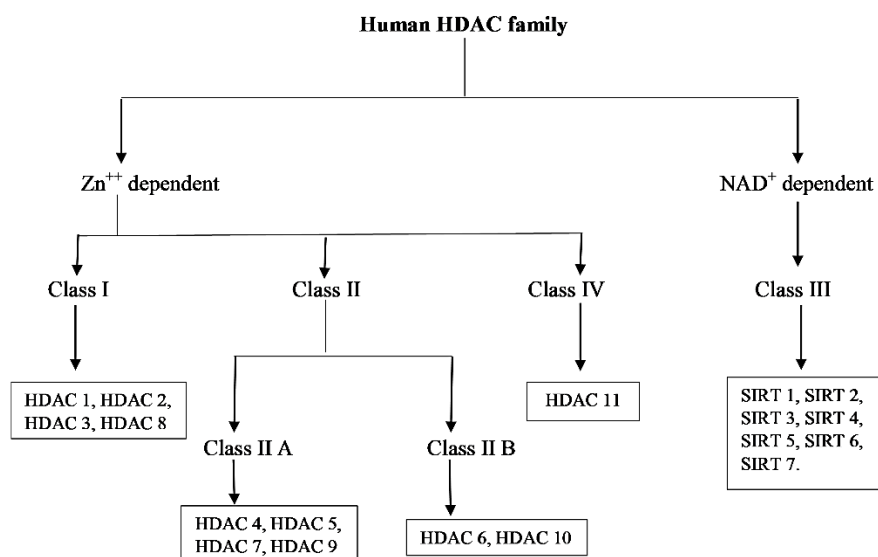 Human HDAC family
Zn⁺⁺ dependent
NAD⁺ dependent
Class I
Class II
Class IV
Class III
HDAC 1, HDAC 2,
HDAC 3, HDAC 8
HDAC 11
SIRT 1, SIRT 2,
SIRT 3, SIRT 4,
SIRT 5, SIRT 6,
SIRT 7.
Class II A
Class II B
HDAC 4, HDAC 5,
HDAC 7, HDAC 9
HDAC 6, HDAC 10